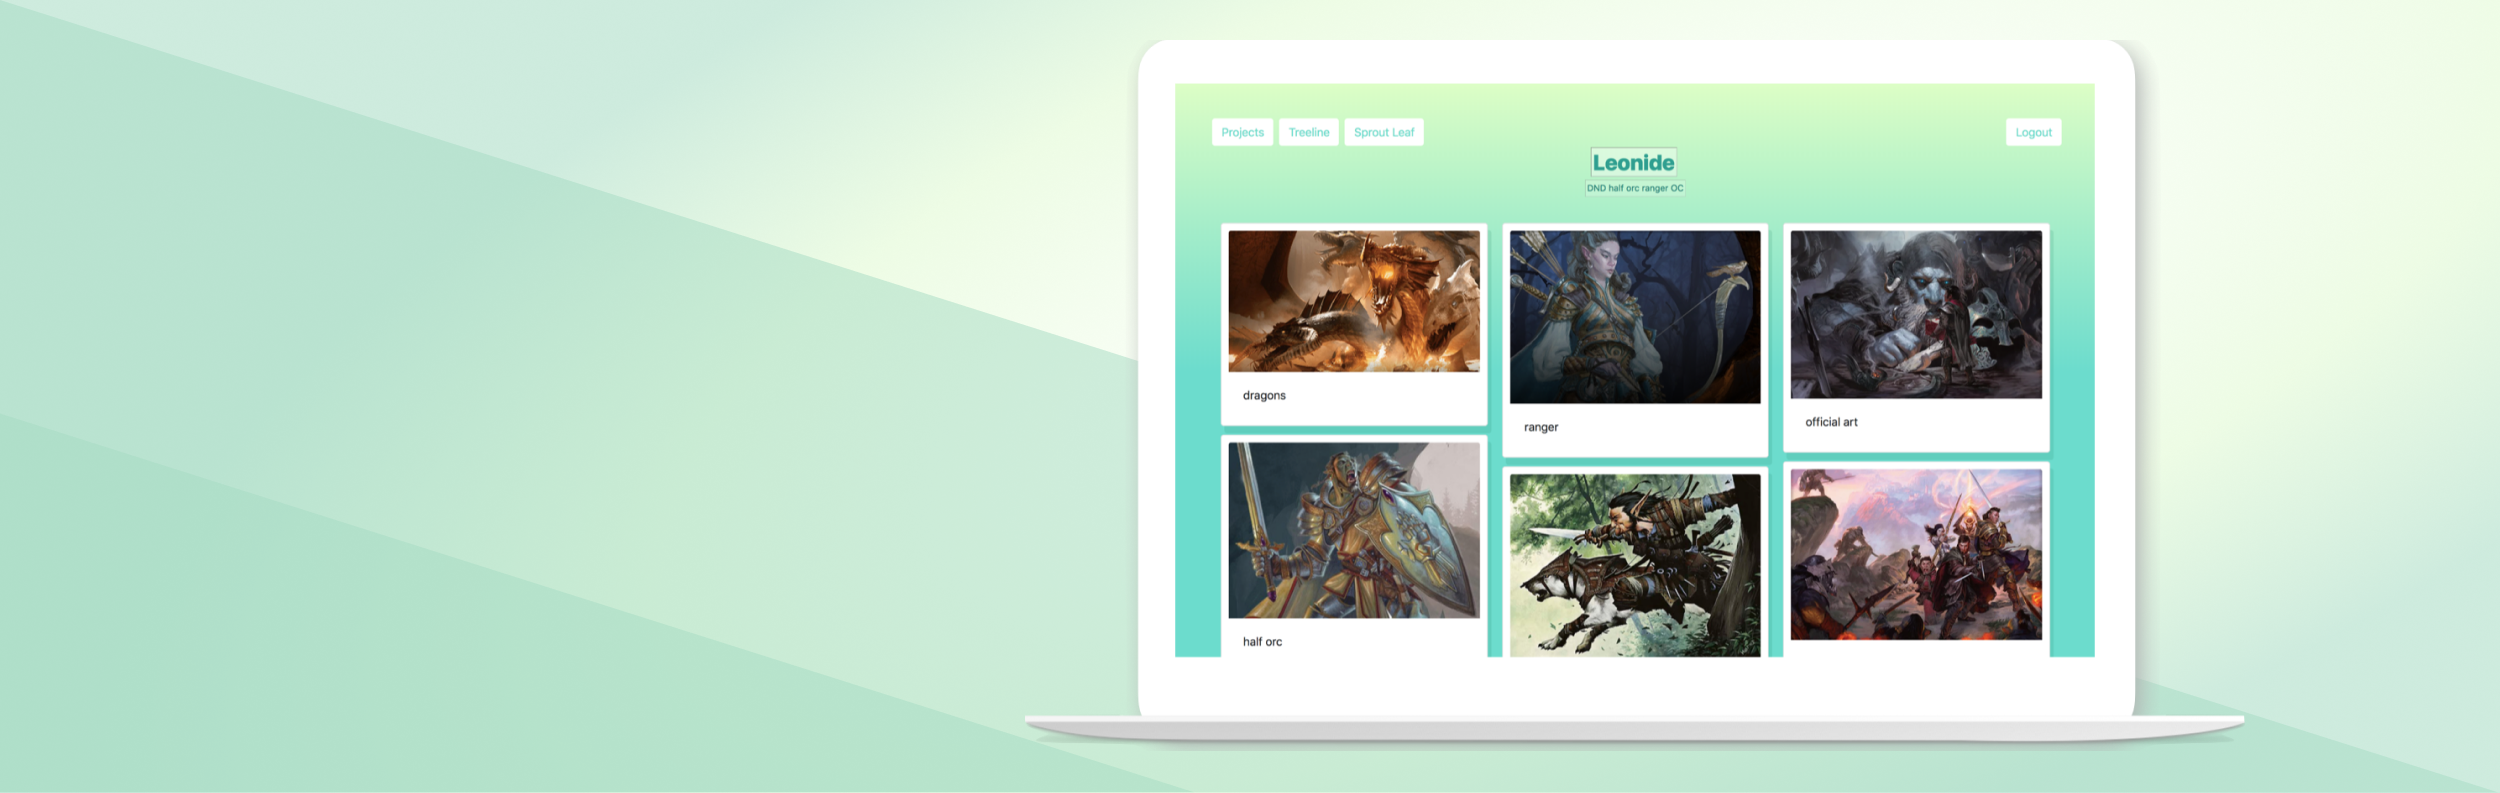 Projects Treeline Sprout Leaf Logout
Leonide
DND half orc ranger OC
dragons
ranger
official art
half orc